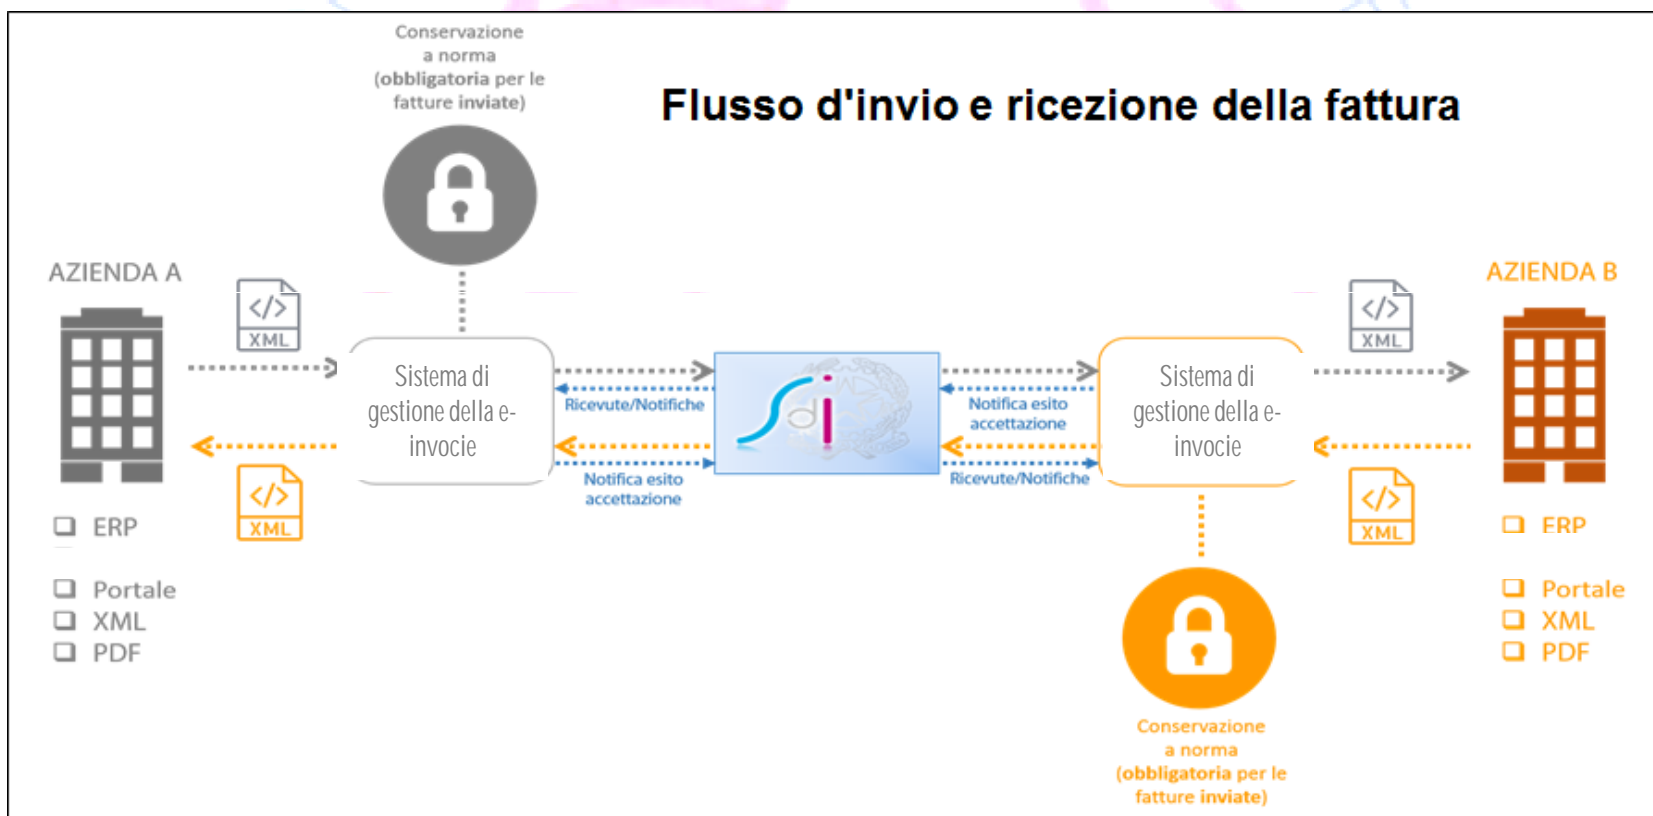 Conservazione
a norma
(obbligatoria per le
fatture inviate)
Flusso d'invio e ricezione della fattura
AZIENDA A
</>
XML
Sistema di
gestione della e-
invocie
Ricevute/Notifiche
Notifica esito
accettazione
Sdi
Notifica esito
accettazione
Ricevute/Notifiche
Sistema di
gestione della e-
invocie
</>
XML
AZIENDA B
</>
XML
</>
XML
ERP
Portale
XML
PDF
ERP
Portale
XML
PDF
Conservazione
a norma
(obbligatoria per le
fatture inviate)